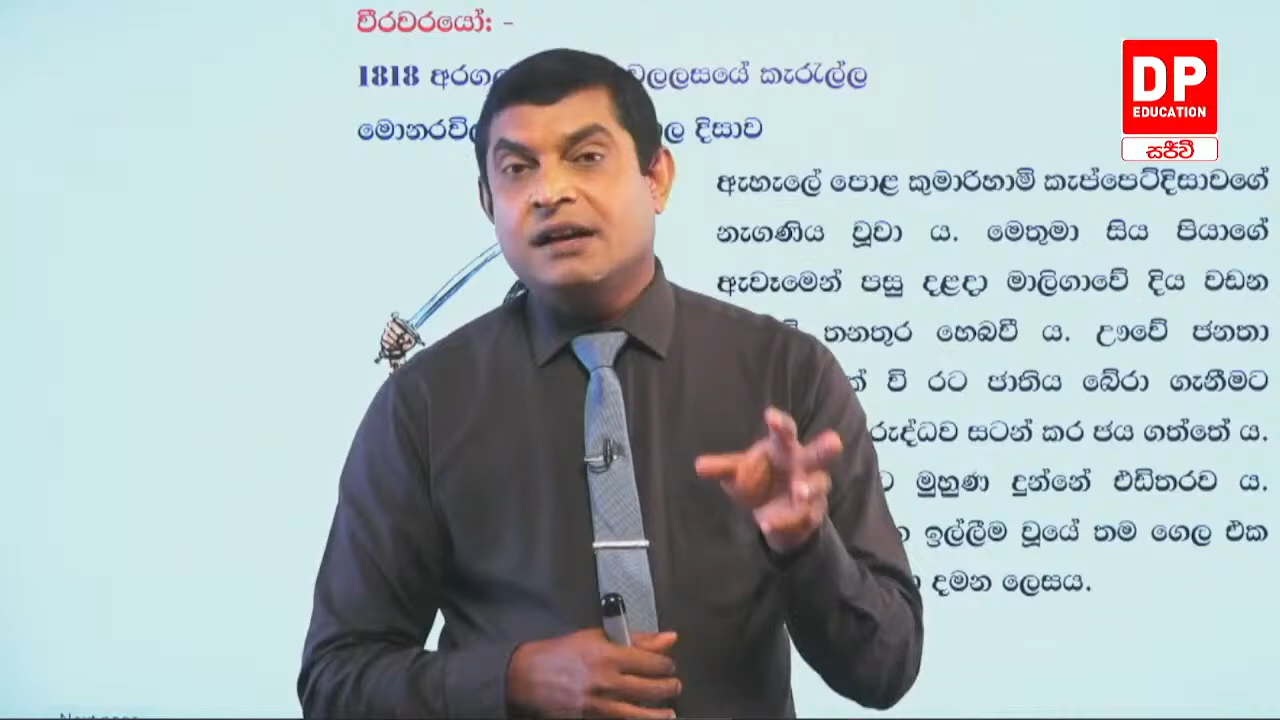 වීරවරයෝ: -
1818 අරගල වලලසයේ කැරැල්ල
මොනරවිල ල දිසාව
ඇහැලේ පොළ කුමාරිහාමි කැප්පෙටිදිසාවගේ
නැගණිය වූවා ය. මෙතුමා සිය පියාගේ
ඇවෑමෙන් පසු දළදා මාලිගාවේ දිය වඩන
තනතුර හෙබවී ය. ඌවේ ජනතා
වි රට ජාතිය බේරා ගැනීමට
රුද්ධව සටන් කර ජය ගත්තේ ය.
මුහුණ දුන්නේ එඩිතරව ය.
ඉල්ලීම වූයේ තම ගෙල එක
දමන ලෙසය.
DP
EDUCATION
සජීවී